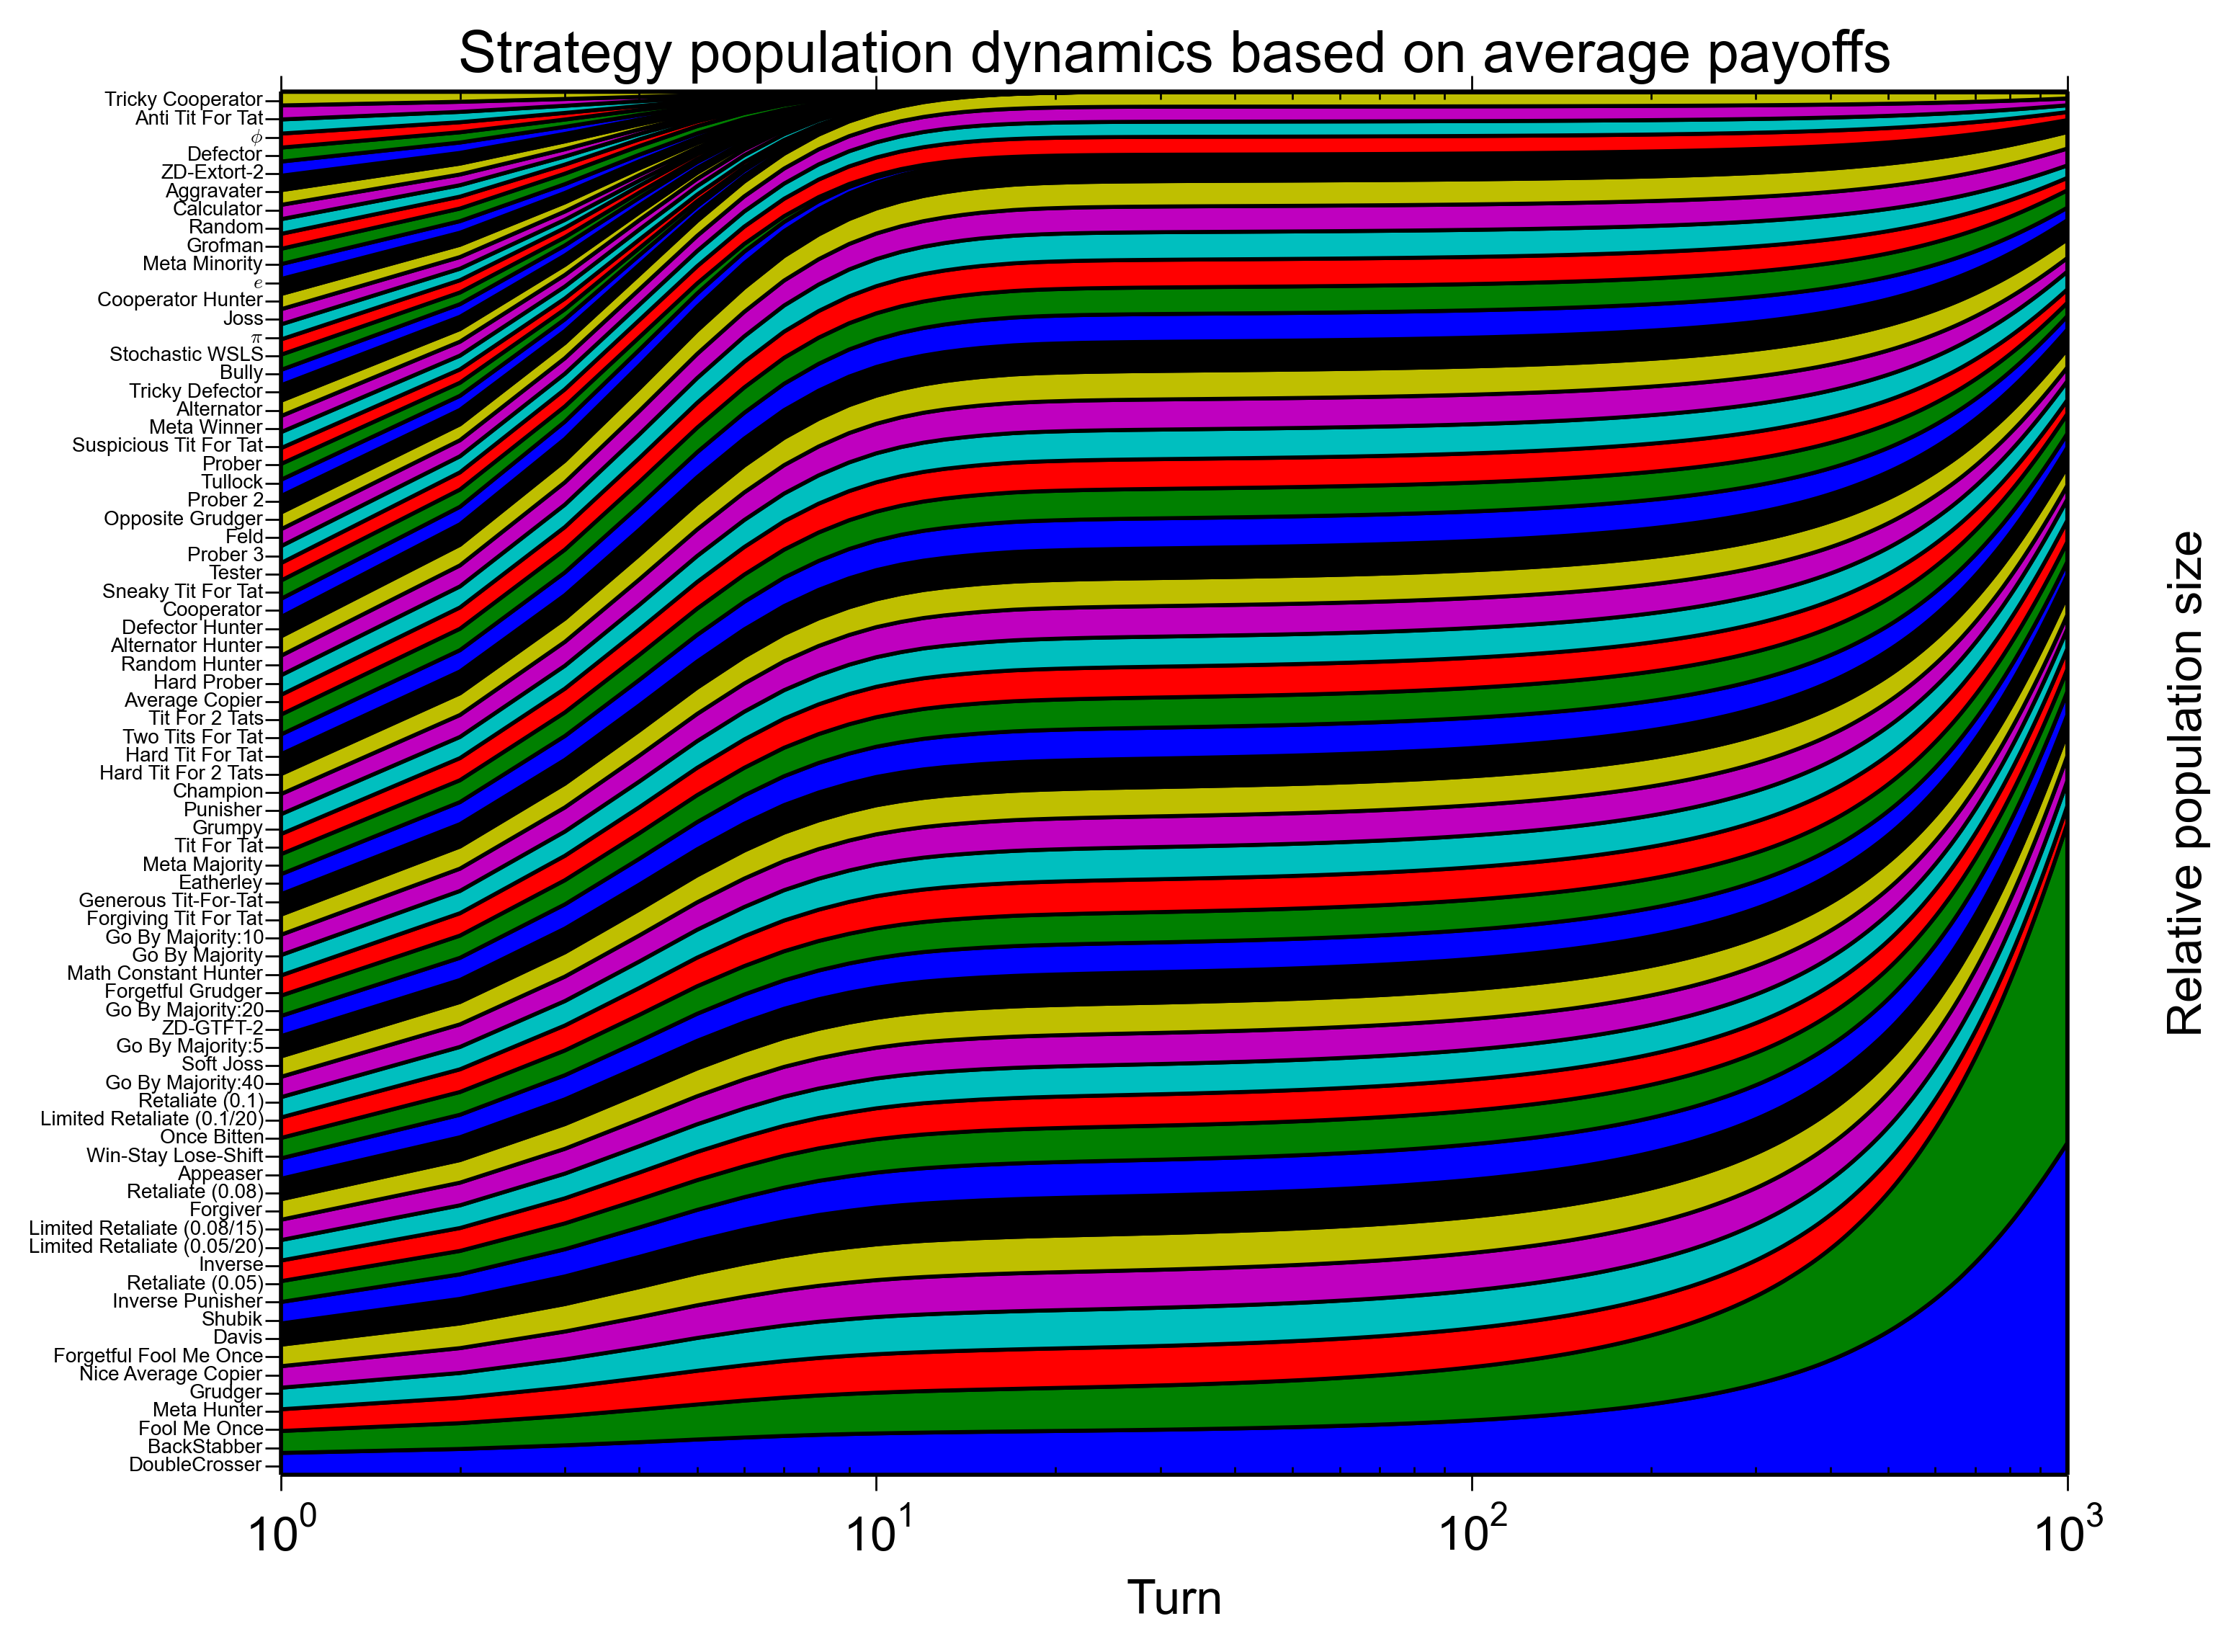 Strategy population dynamics based on average payoffs
Tricky Cooperator
Anti Tit For Tat
ϕ
Defector
ZD-Extort-2
Aggravater
Calculator
Random
Grofman
Meta Minority
e
Cooperator Hunter
Joss
π
Stochastic WSLS
Bully
Tricky Defector
Alternator
Meta Winner
Suspicious Tit For Tat
Prober
Tullock
Prober 2
Opposite Grudger
Feld
Prober 3
Tester
Sneaky Tit For Tat
Cooperator
Defector Hunter
Alternator Hunter
Random Hunter
Hard Prober
Average Copier
Tit For 2 Tats
Two Tits For Tat
Hard Tit For Tat
Hard Tit For 2 Tats
Champion
Punisher
Grumpy
Tit For Tat
Meta Majority
Eatherley
Generous Tit-For-Tat
Forgiving Tit For Tat
Go By Majority:10
Go By Majority
Math Constant Hunter
Forgetful Grudger
Go By Majority:20
ZD-GTFT-2
Go By Majority:5
Soft Joss
Go By Majority:40
Retaliate (0.1)
Limited Retaliate (0.1/20)
Once Bitten
Win-Stay Lose-Shift
Appeaser
Retaliate (0.08)
Forgiver
Limited Retaliate (0.08/15)
Limited Retaliate (0.05/20)
Inverse
Retaliate (0.05)
Inverse Punisher
Shubik
Davis
Forgetful Fool Me Once
Nice Average Copier
Grudger
Meta Hunter
Fool Me Once
BackStabber
DoubleCrosser
Relative population size
10⁰ 10¹ 10² 10³
Turn